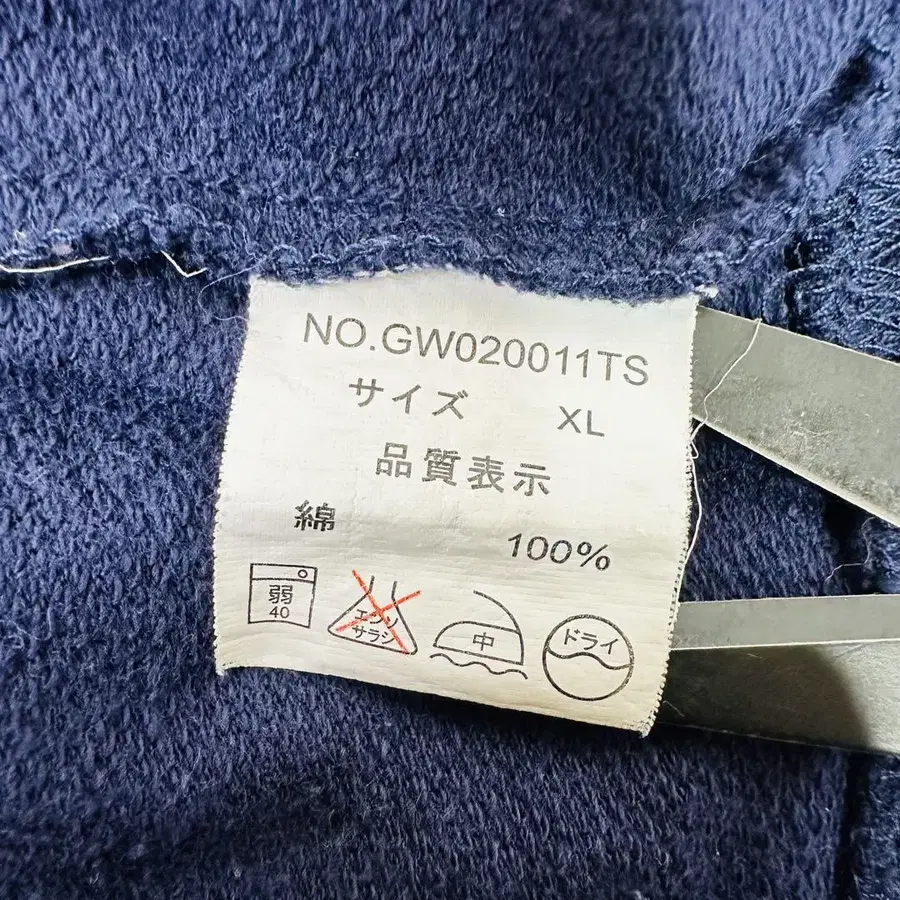 NO.GW020011TS
サイズ XL
品質表示
綿 100%
弱
40
エンソ
サラシ
中
ドライ